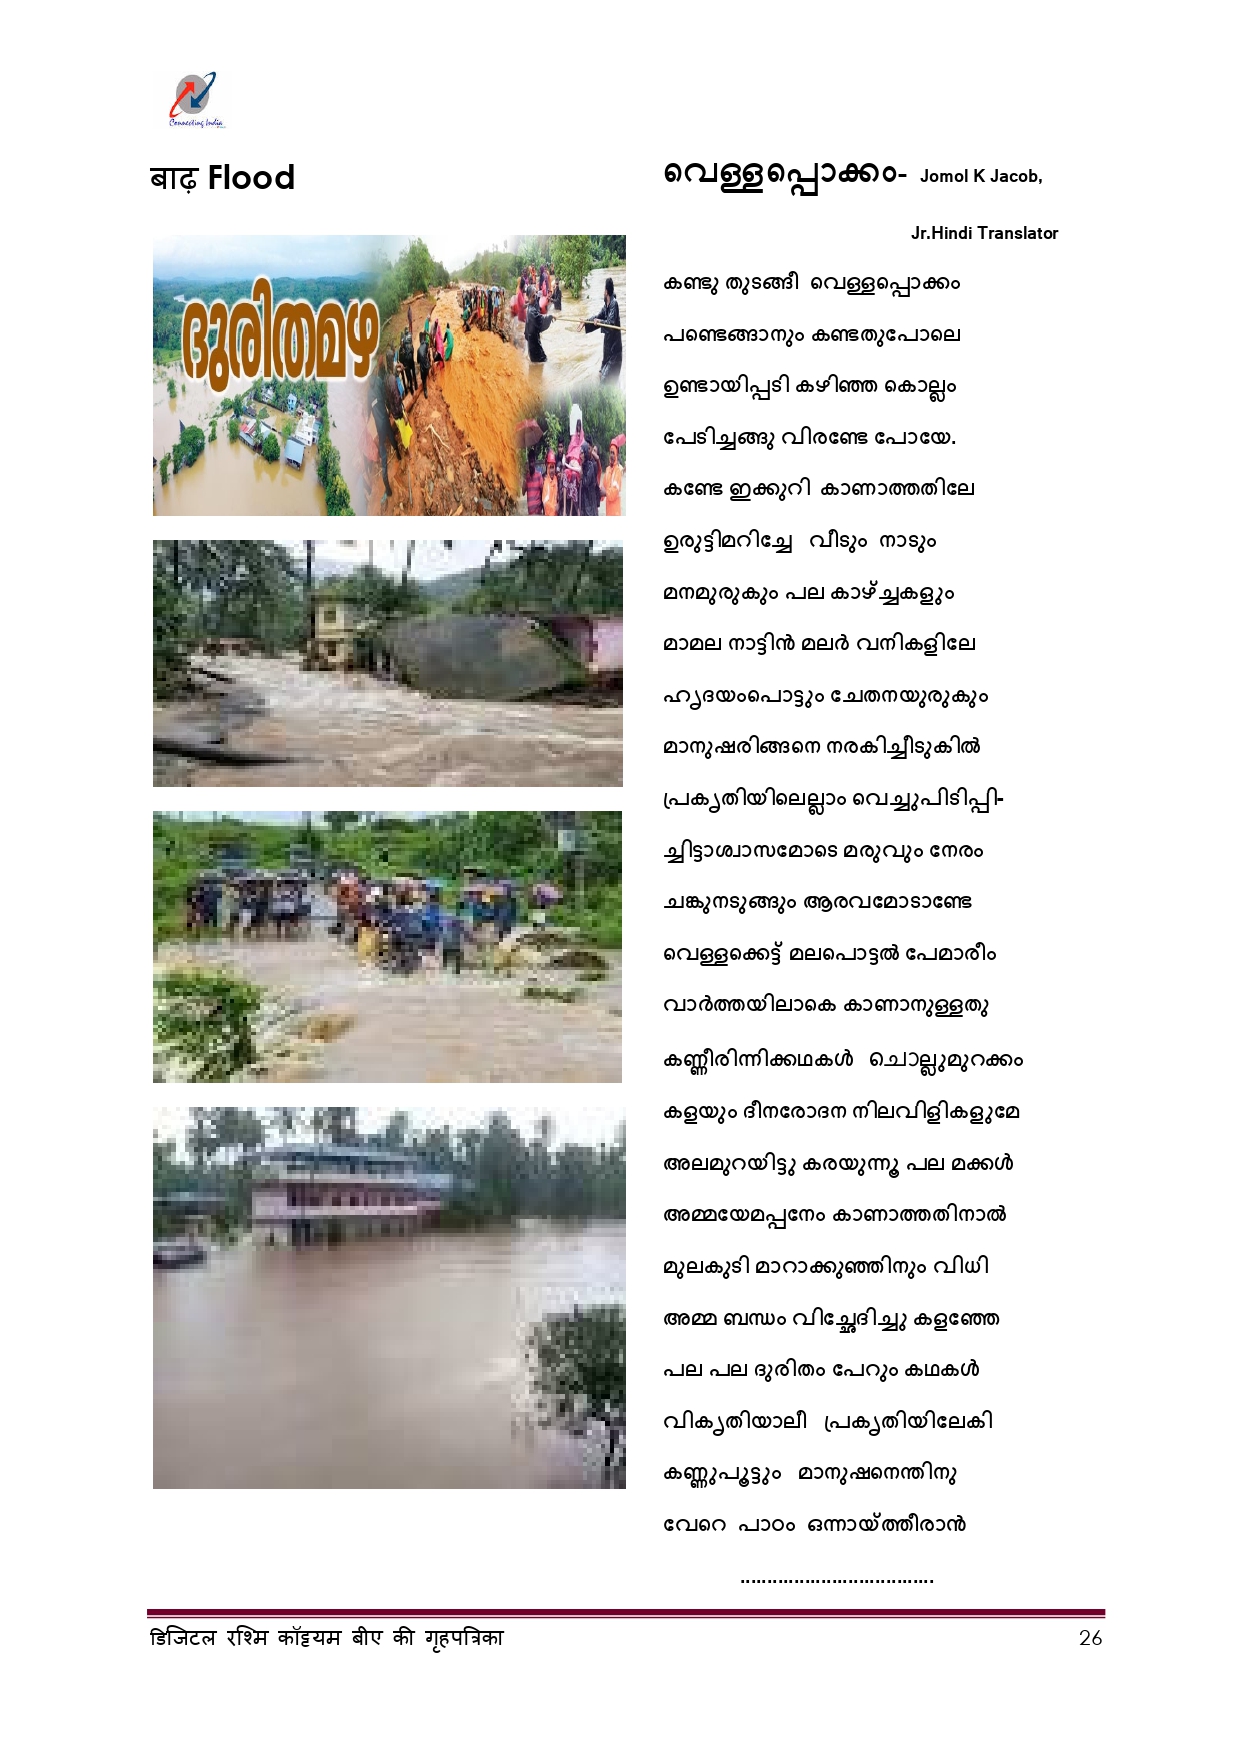 Connecting India
बाढ़ Flood
ദുരിതമഴ
വെള്ളപ്പൊക്കം- Jomol K Jacob,
Jr.Hindi Translator
കണ്ടു തുടങ്ങീ വെള്ളപ്പൊക്കം
പണ്ടെങ്ങാനും കണ്ടതുപോലെ
ഉണ്ടായിപ്പടി കഴിഞ്ഞ കൊല്ലം
പേടിച്ചങ്ങു വിരണ്ടേ പോയേ.
കണ്ടേ ഇക്കുറി കാണാത്തതിലേ
ഉരുട്ടിമറിച്ചേ വീടും നാടും
മനമുരുകും പല കാഴ്ച്ചകളും
മാമല നാട്ടിൻ മലർ വനികളിലേ
ഹൃദയംപൊട്ടും ചേതനയുരുകും
മാനുഷരിങ്ങനെ നരകിച്ചീടുകിൽ
പ്രകൃതിയിലെല്ലാം വെച്ചുപിടിപ്പി-
ച്ചിട്ടാശ്വാസമോടെ മരുവും നേരം
ചങ്കുനടുങ്ങും ആരവമോടാണ്ടേ
വെള്ളക്കെട്ട് മലപൊട്ടൽ പേമാരീം
വാർത്തയിലാകെ കാണാനുള്ളതു
കണ്ണീരിന്നിക്കഥകൾ ചൊല്ലുമുറക്കം
കളയും ദീനരോദന നിലവിളികളുമേ
അലമുറയിട്ടു കരയുന്നൂ പല മക്കൾ
അമ്മയേമപ്പനേം കാണാത്തതിനാൽ
മുലകുടി മാറാക്കുഞ്ഞിനും വിധി
അമ്മ ബന്ധം വിച്ഛേദിച്ചു കളഞ്ഞേ
പല പല ദുരിതം പേറും കഥകൾ
വികൃതിയാലീ പ്രകൃതിയിലേകി
കണ്ണുപൂട്ടും മാനുഷനെന്തിനു
വേറെ പാഠം ഒന്നായ്ത്തീരാൻ
....................................
डिजिटल रश्मि कॉट्टयम बीए की गृहपत्रिका 26